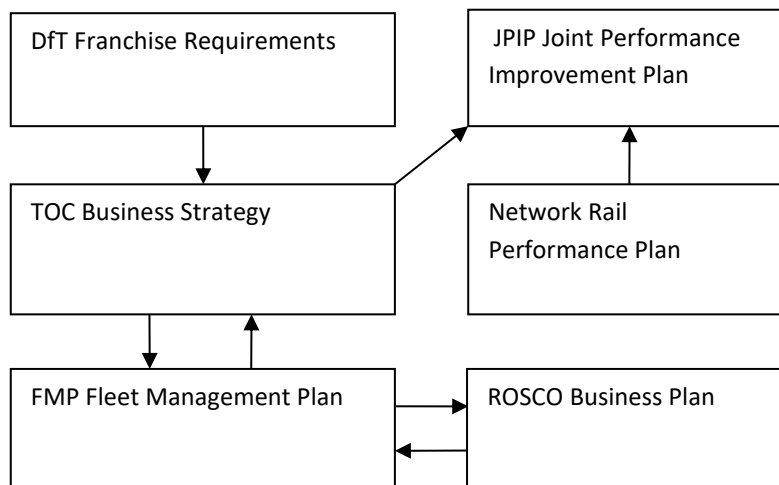 DfT Franchise Requirements
JPIP Joint Performance
Improvement Plan
TOC Business Strategy
Network Rail
Performance Plan
FMP Fleet Management Plan
ROSCO Business Plan